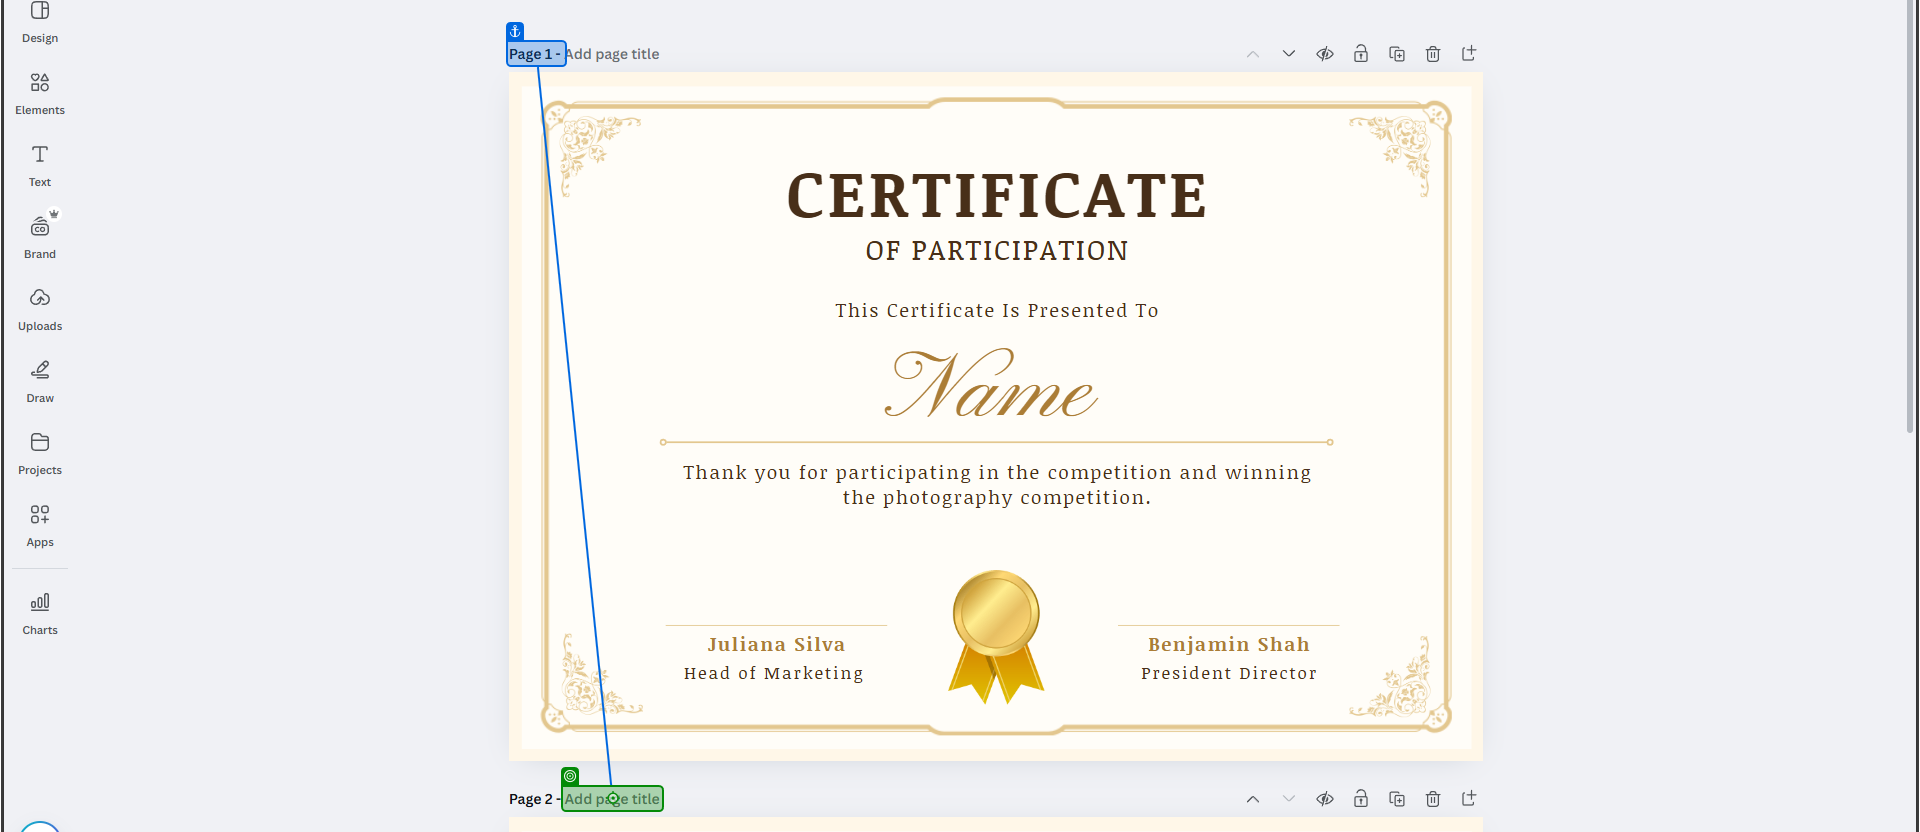 Design
Elements
Text
Brand
Uploads
Draw
Projects
Apps
Charts
Page 1 - Add page title
CERTIFICATE
OF PARTICIPATION
This Certificate Is Presented To
Name
Thank you for participating in the competition and winning
the photography competition.
Juliana Silva
Head of Marketing
Benjamin Shah
President Director
Page 2 - Add page title